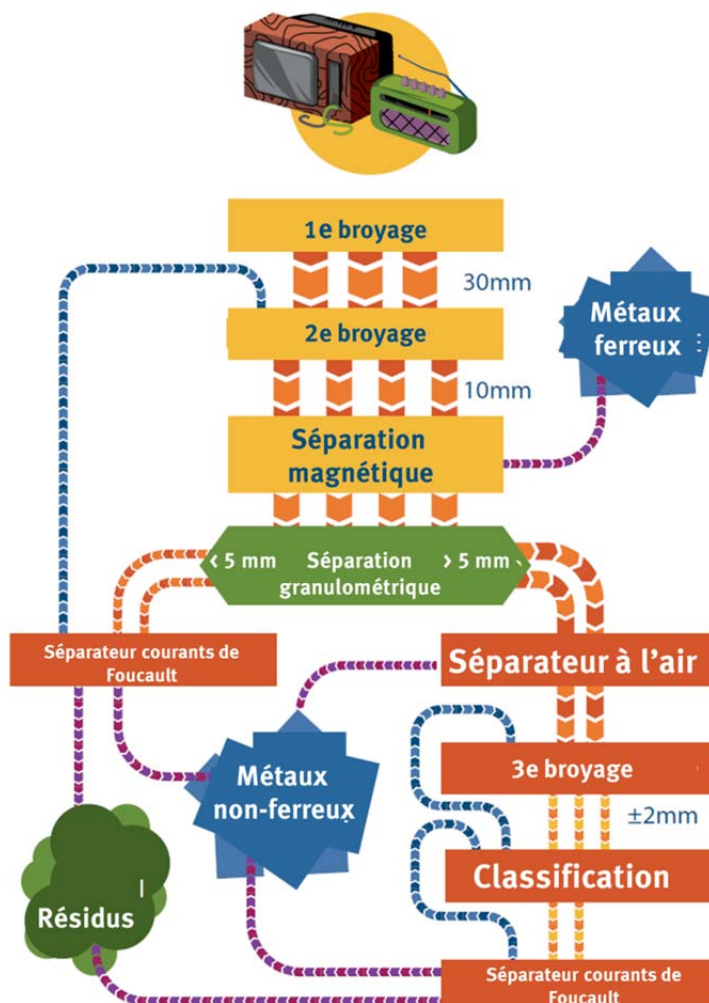 1e broyage
30mm
Métaux
ferreux
2e broyage
10mm
Séparation
magnétique
< 5 mm Séparation > 5 mm
granulométrique
Séparateur courants de
Foucault
Séparateur à l'air
Métaux
non-ferreux
3e broyage
±2mm
Classification
Résidus
Séparateur courants de
Foucault